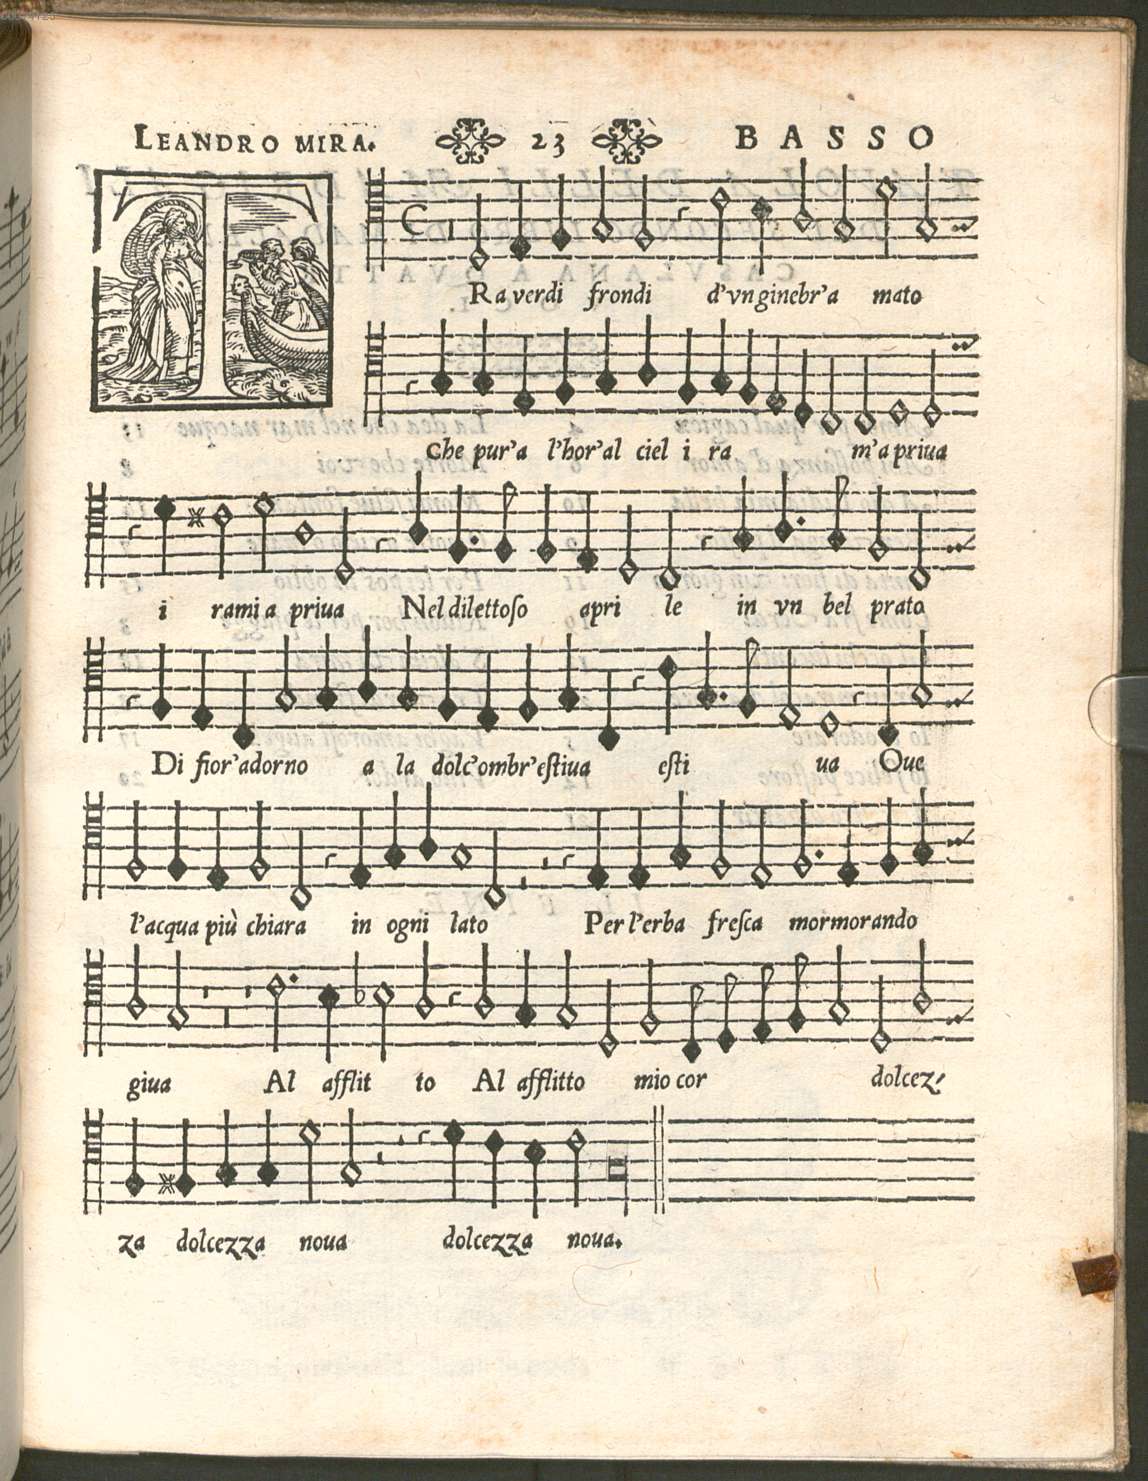 LEANDRO MIRA. 23 BASSO
T Ra verdi frondi d'vn ginebr'a mato
Che pur'a l'hor'al ciel i ra m'a priua
i rami a priua Nel dilettoſo apri le in vn bel prato
Di fior'adorno a la dolc'ombr'eſtiua eſti ua Oue
l'acqua più chiara in ogni lato Per l'erba freſca mormorando
giua Al afflit to Al afflitto mio cor dolcez-
za dolcezza noua dolcezza noua.